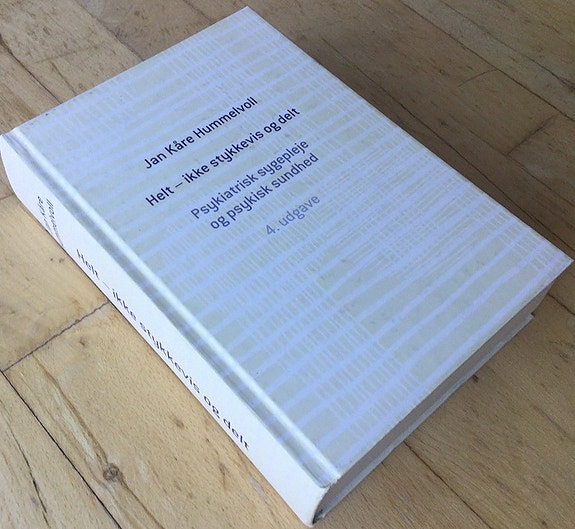 Jan Kåre Hummelvoll
Helt – ikke stykkevis og delt
Psykiatrisk sygepleje
og psykisk sundhed
4. udgave
Kåre
Helt – ikke stykkevis og delt